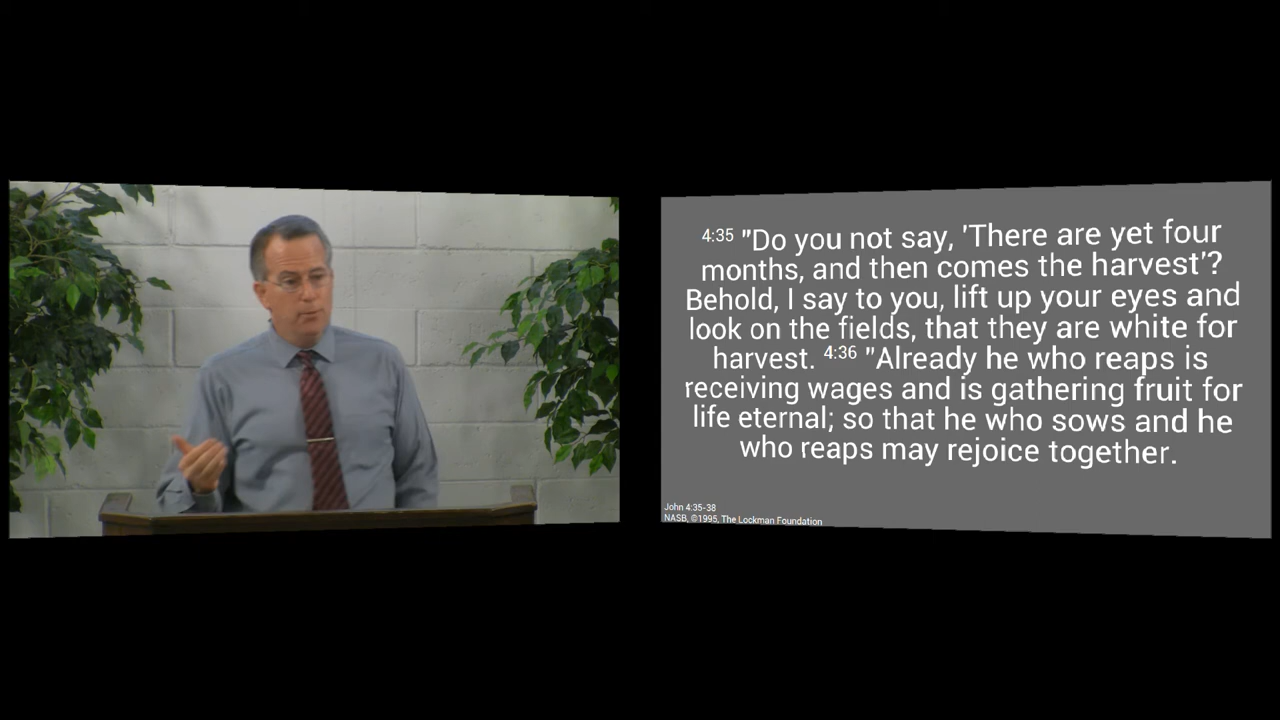 4:35 "Do you not say, 'There are yet four
months, and then comes the harvest'?
Behold, I say to you, lift up your eyes and
look on the fields, that they are white for
harvest. 4:36 "Already he who reaps is
receiving wages and is gathering fruit for
life eternal; so that he who sows and he
who reaps may rejoice together.
John 4:35-38
NASB, ©1995, The Lockman Foundation